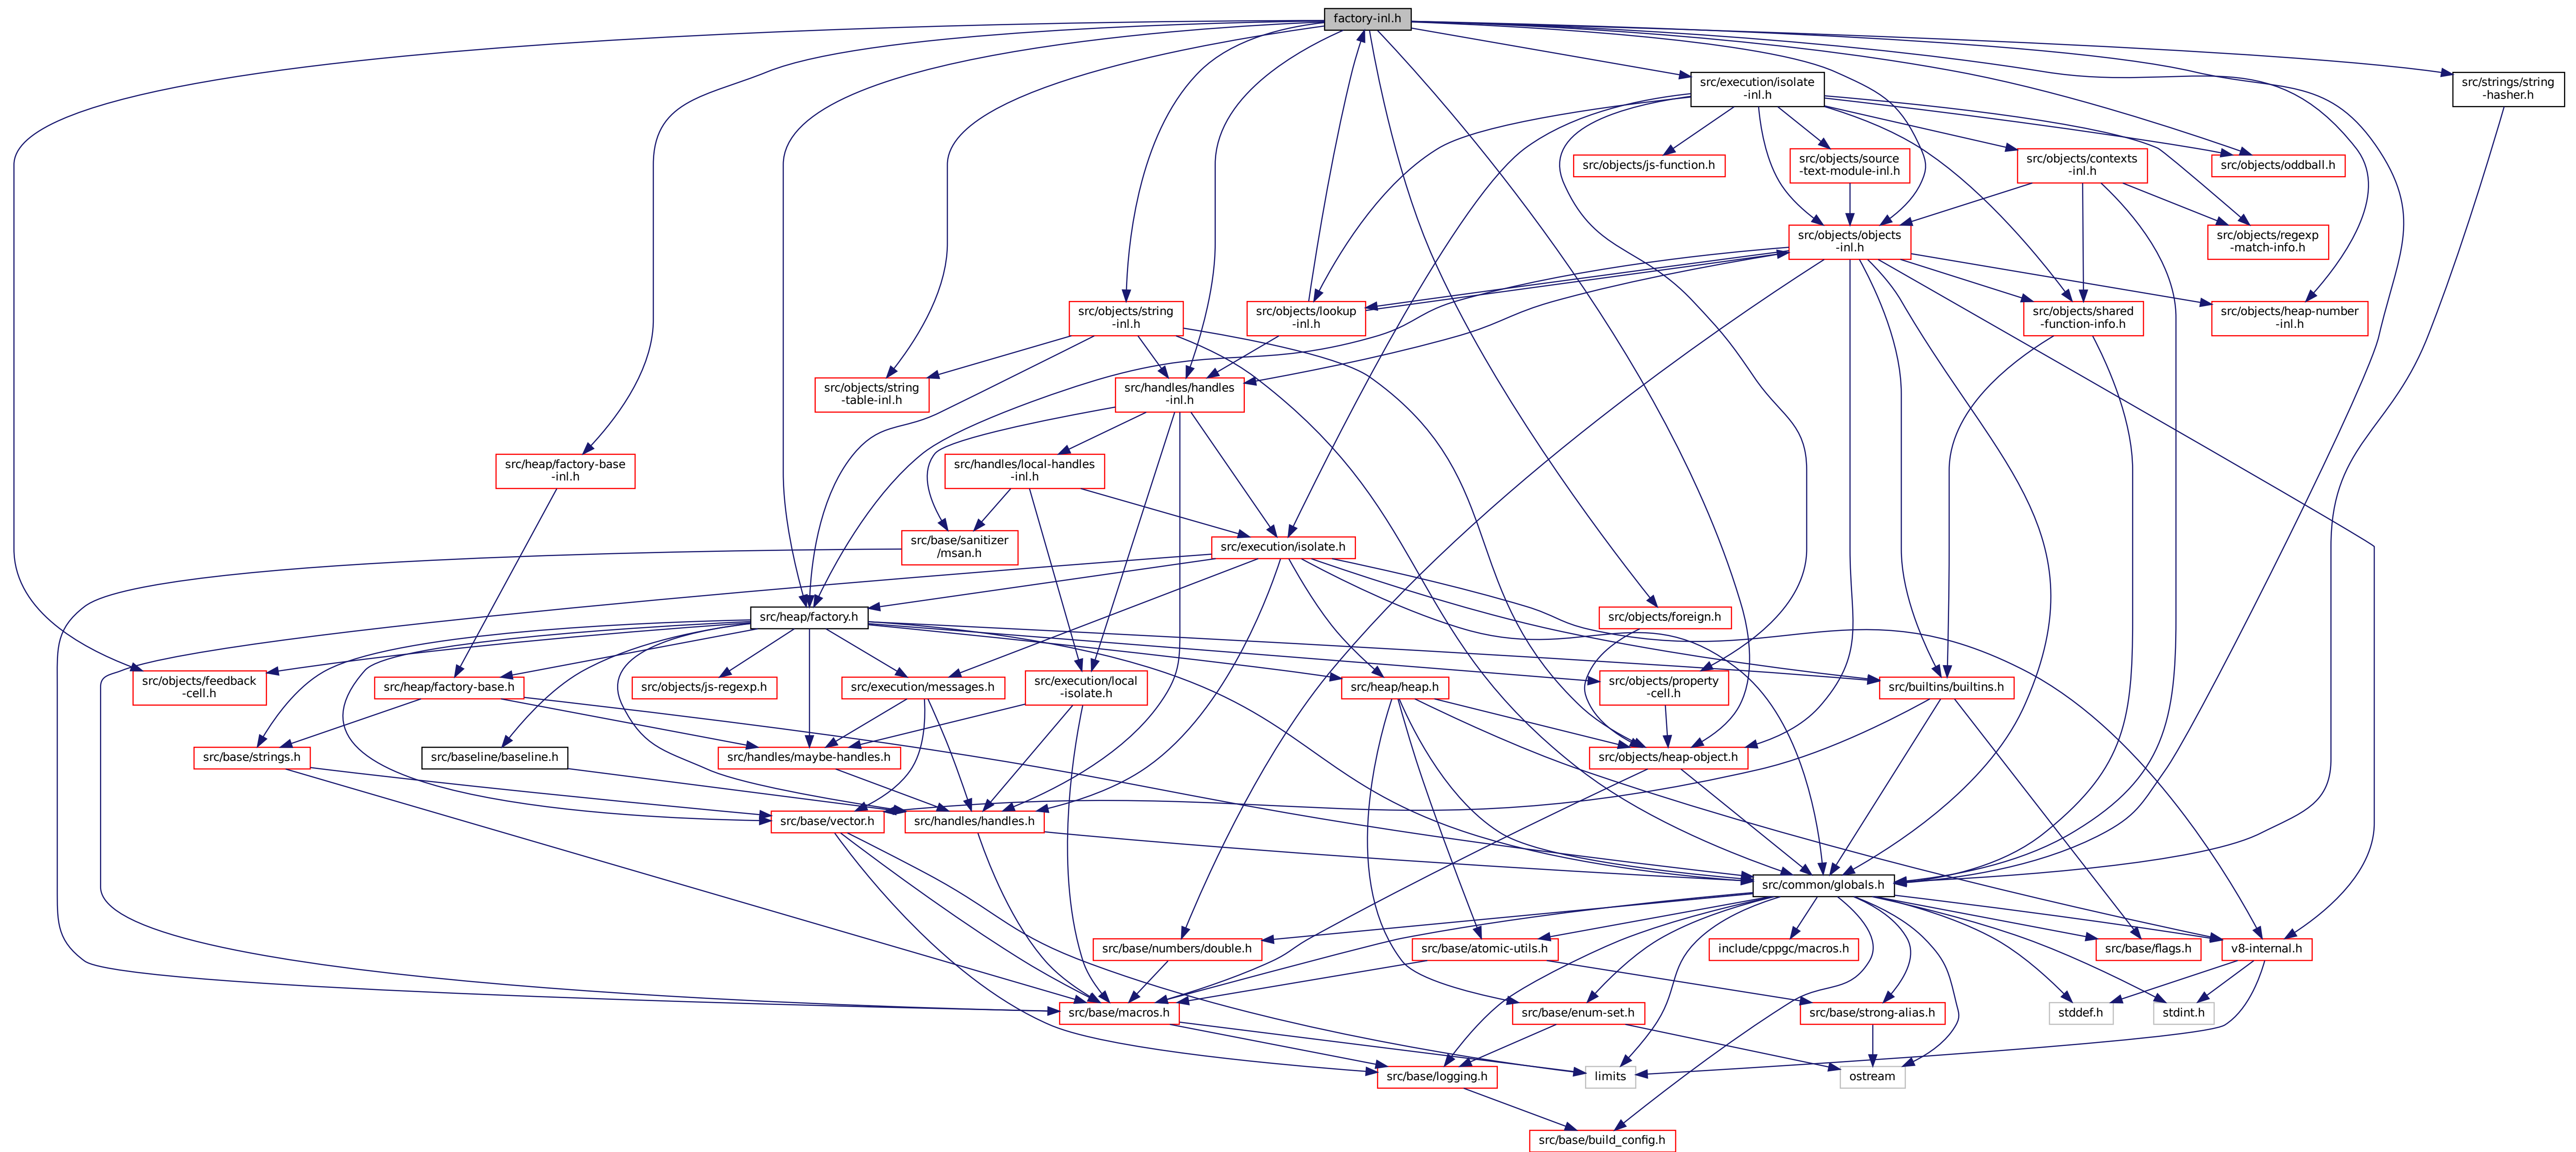 factory-inl.h
src/execution/isolate
-inl.h
src/strings/string
-hasher.h
src/objects/js-function.h
src/objects/source
-text-module-inl.h
src/objects/contexts
-inl.h
src/objects/oddball.h
src/objects/objects
-inl.h
src/objects/regexp
-match-info.h
src/objects/string
-inl.h
src/objects/lookup
-inl.h
src/objects/shared
-function-info.h
src/objects/heap-number
-inl.h
src/objects/string
-table-inl.h
src/handles/handles
-inl.h
src/heap/factory-base
-inl.h
src/handles/local-handles
-inl.h
src/base/sanitizer
/msan.h
src/execution/isolate.h
src/heap/factory.h
src/objects/foreign.h
src/objects/feedback
-cell.h
src/heap/factory-base.h
src/objects/js-regexp.h
src/execution/messages.h
src/execution/local
-isolate.h
src/heap/heap.h
src/objects/property
-cell.h
src/builtins/builtins.h
src/base/strings.h
src/baseline/baseline.h
src/handles/maybe-handles.h
src/objects/heap-object.h
src/base/vector.h
src/handles/handles.h
src/common/globals.h
src/base/numbers/double.h
src/base/atomic-utils.h
include/cppgc/macros.h
src/base/flags.h
v8-internal.h
src/base/macros.h
src/base/enum-set.h
src/base/strong-alias.h
stddef.h
stdint.h
src/base/logging.h
limits
ostream
src/base/build_config.h